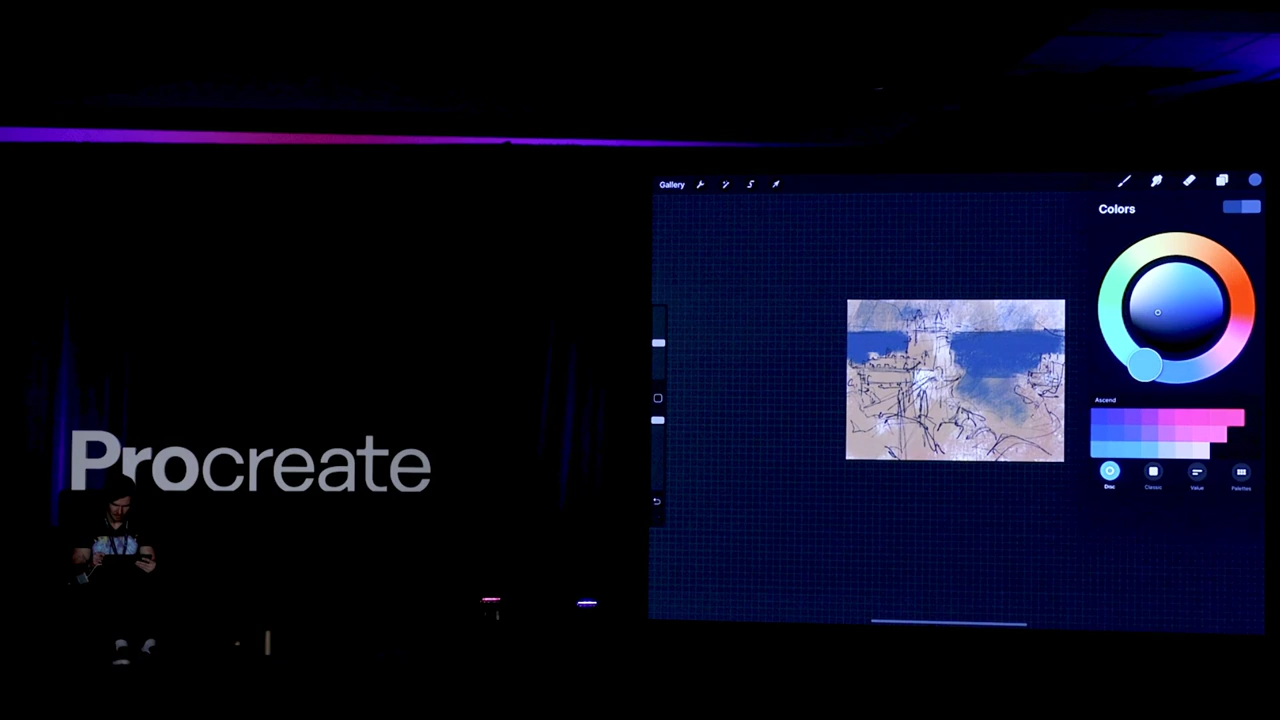 Procreate
Gallery
Colors
Ascend
Disc
Classic
Value
Palettes